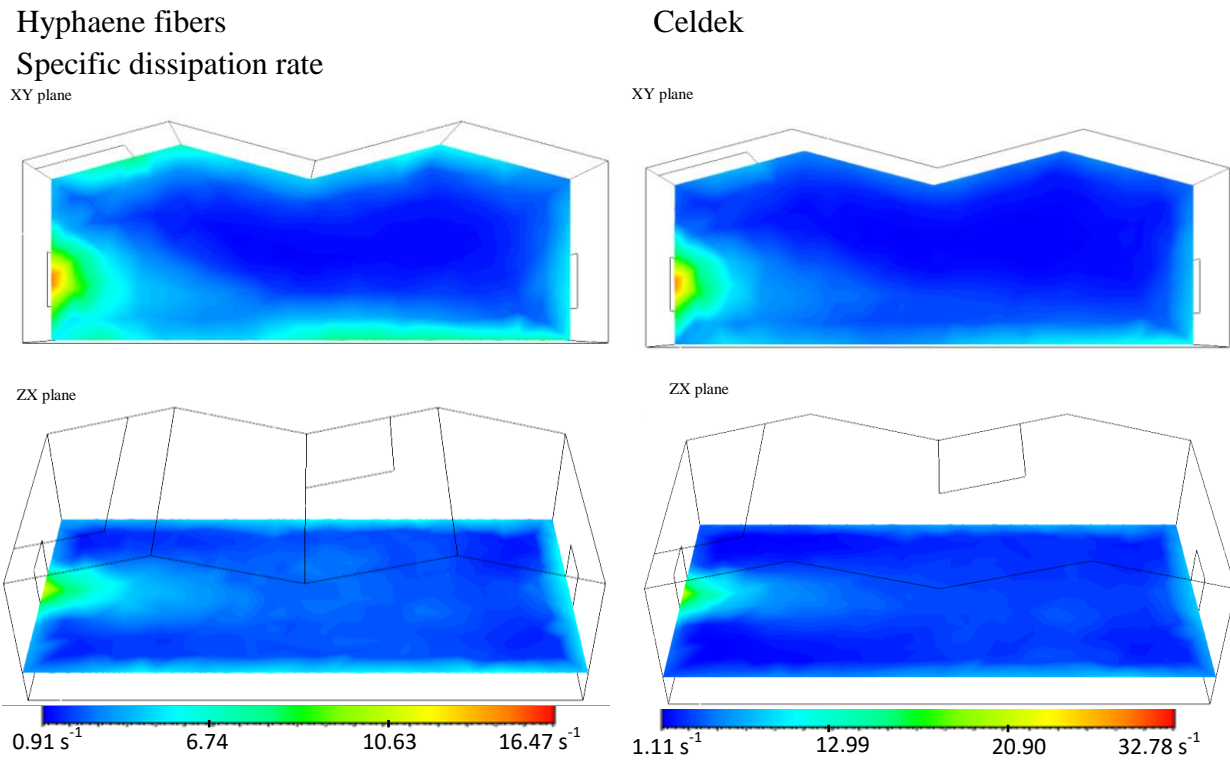 Hyphaene fibers
Celdek
Specific dissipation rate
XY plane
XY plane
ZX plane
ZX plane
0.91 s⁻¹ 6.74 10.63 16.47 s⁻¹
1.11 s⁻¹ 12.99 20.90 32.78 s⁻¹